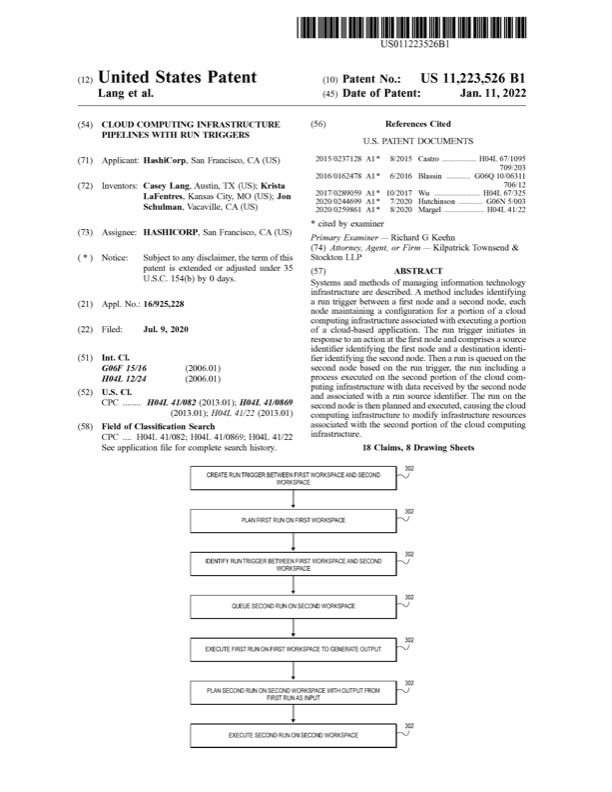 US011223526B1
(12) United States Patent
Lang et al.
(10) Patent No.: US 11,223,526 B1
(45) Date of Patent: Jan. 11, 2022
(54) CLOUD COMPUTING INFRASTRUCTURE
PIPELINES WITH RUN TRIGGERS
(71) Applicant: HashiCorp, San Francisco, CA (US)
(72) Inventors: Casey Lang, Austin, TX (US); Krista
LaFentres, Kansas City, MO (US); Jon
Schulman, Vacaville, CA (US)
(73) Assignee: HASHICORP, San Francisco, CA (US)
( * ) Notice: Subject to any disclaimer, the term of this
patent is extended or adjusted under 35
U.S.C. 154(b) by 0 days.
(21) Appl. No.: 16/925,228
(22) Filed: Jul. 9, 2020
(51) Int. Cl.
G06F 15/16 (2006.01)
H04L 12/24 (2006.01)
(52) U.S. Cl.
CPC ........ H04L 41/082 (2013.01); H04L 41/0869
(2013.01); H04L 41/22 (2013.01)
(58) Field of Classification Search
CPC .... H04L 41/082; H04L 41/0869; H04L 41/22
See application file for complete search history.
(56) References Cited
U.S. PATENT DOCUMENTS
2015/0237128 A1* 8/2015 Castro .................. H04L 67/1095
709/203
2016/0162478 A1* 6/2016 Blassin ............ G06Q 10/06311
706/12
2017/0289059 A1* 10/2017 Wu ........................ H04L 67/325
2020/0244699 A1* 7/2020 Hutchinson ............. G06N 5/003
2020/0259861 A1* 8/2020 Margel .................... H04L 41/22
* cited by examiner
Primary Examiner — Richard G Keehn
(74) Attorney, Agent, or Firm — Kilpatrick Townsend &
Stockton LLP
(57) ABSTRACT
Systems and methods of managing information technology
infrastructure are described. A method includes identifying
a run trigger between a first node and a second node, each
node maintaining a configuration for a portion of a cloud
computing infrastructure associated with executing a portion
of a cloud-based application. The run trigger initiates in
response to an action at the first node and comprises a source
identifier identifying the first node and a destination identi-
fier identifying the second node. Then a run is queued on the
second node based on the run trigger, the run including a
process executed on the second portion of the cloud com-
puting infrastructure with data received by the second node
and associated with a run source identifier. The run on the
second node is then planned and executed, causing the cloud
computing infrastructure to modify infrastructure resources
associated with the second portion of the cloud computing
infrastructure.
18 Claims, 8 Drawing Sheets
CREATE RUN TRIGGER BETWEEN FIRST WORKSPACE AND SECOND
WORKSPACE
302
PLAN FIRST RUN ON FIRST WORKSPACE
302
IDENTIFY RUN TRIGGER BETWEEN FIRST WORKSPACE AND SECOND
WORKSPACE
302
QUEUE SECOND RUN ON SECOND WORKSPACE
302
EXECUTE FIRST RUN ON FIRST WORKSPACE TO GENERATE OUTPUT
302
PLAN SECOND RUN ON SECOND WORKSPACE WITH OUTPUT FROM
FIRST RUN AS INPUT
302
EXECUTE SECOND RUN ON SECOND WORKSPACE
302